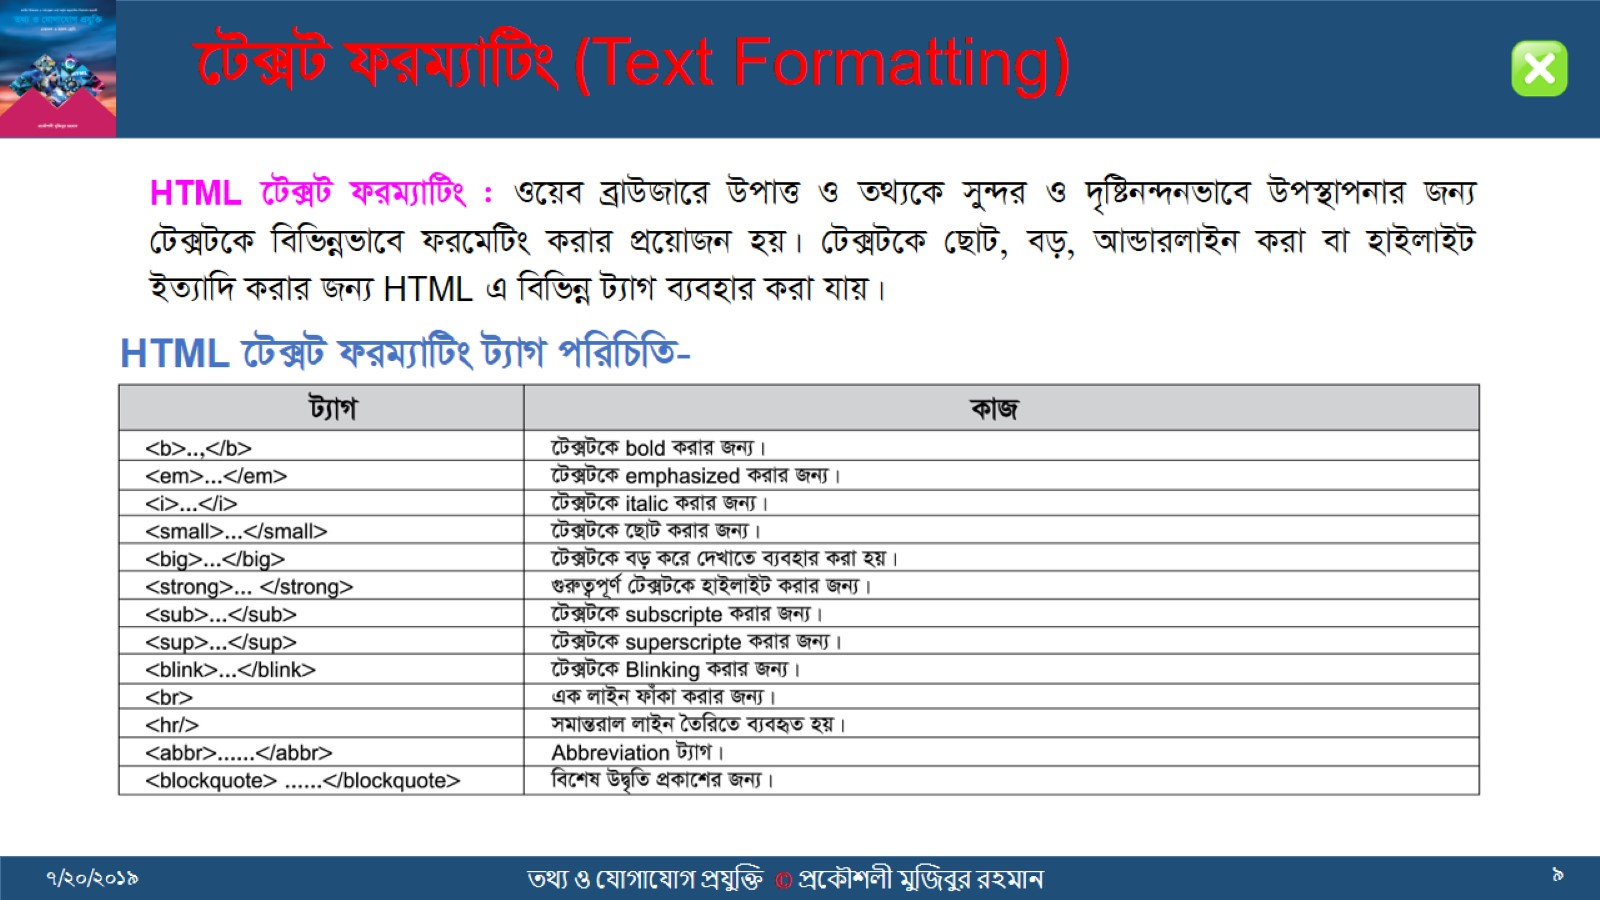 তথ্য ও যোগাযোগ প্রযুক্তি
টেক্সট ফরম্যাটিং (Text Formatting)
HTML টেক্সট ফরম্যাটিং : ওয়েব ব্রাউজারে উপাত্ত ও তথ্যকে সুন্দর ও দৃষ্টিনন্দনভাবে উপস্থাপনার জন্য
টেক্সটকে বিভিন্নভাবে ফরমেটিং করার প্রয়োজন হয়। টেক্সটকে ছোট, বড়, আন্ডারলাইন করা বা হাইলাইট
ইত্যাদি করার জন্য HTML এ বিভিন্ন ট্যাগ ব্যবহার করা যায়।
HTML টেক্সট ফরম্যাটিং ট্যাগ পরিচিতি-
ট্যাগ কাজ
<b>..,</b> টেক্সটকে bold করার জন্য।
<em>...</em> টেক্সটকে emphasized করার জন্য।
<i>...</i> টেক্সটকে italic করার জন্য।
<small>...</small> টেক্সটকে ছোট করার জন্য।
<big>...</big> টেক্সটকে বড় করে দেখাতে ব্যবহার করা হয়।
<strong>... </strong> গুরুত্বপূর্ণ টেক্সটকে হাইলাইট করার জন্য।
<sub>...</sub> টেক্সটকে subscripte করার জন্য।
<sup>...</sup> টেক্সটকে superscripte করার জন্য।
<blink>...</blink> টেক্সটকে Blinking করার জন্য।
<br> এক লাইন ফাঁকা করার জন্য।
<hr/> সমান্তরাল লাইন তৈরিতে ব্যবহৃত হয়।
<abbr>......</abbr> Abbreviation ট্যাগ।
<blockquote> ......</blockquote> বিশেষ উদ্বৃতি প্রকাশের জন্য।
৭/২০/২০১৯ তথ্য ও যোগাযোগ প্রযুক্তি © প্রকৌশলী মুজিবুর রহমান ৯